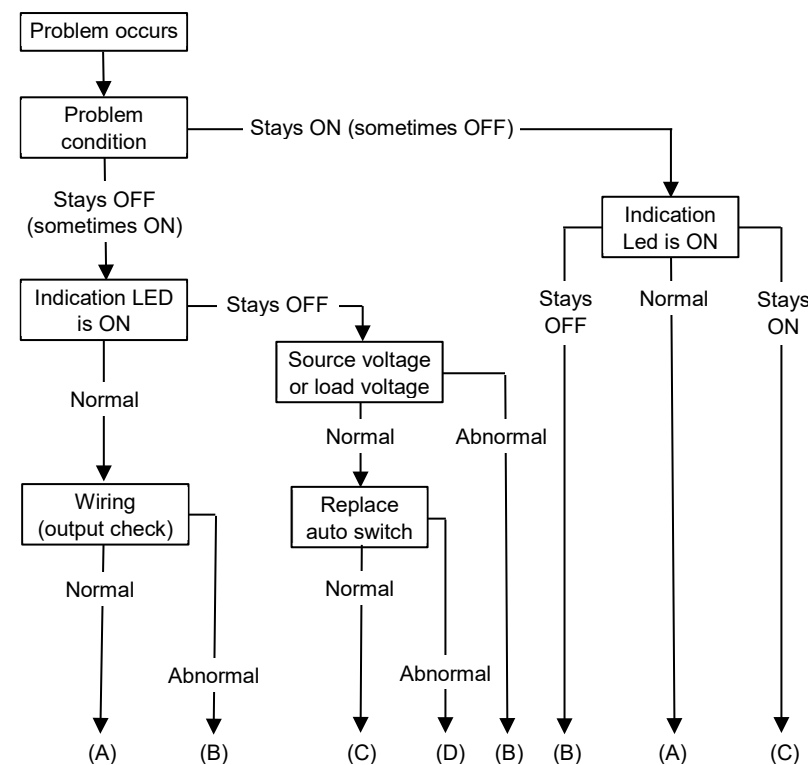 Problem occurs
Problem
condition
Stays ON (sometimes OFF)
Stays OFF
(sometimes ON)
Indication
Led is ON
Indication LED
is ON
Stays OFF
Stays
OFF
Normal
Stays
ON
Source voltage
or load voltage
Normal
Normal
Abnormal
Wiring
(output check)
Replace
auto switch
Normal
Normal
Abnormal
Abnormal
(A)
(B)
(C)
(D)
(B)
(B)
(A)
(C)